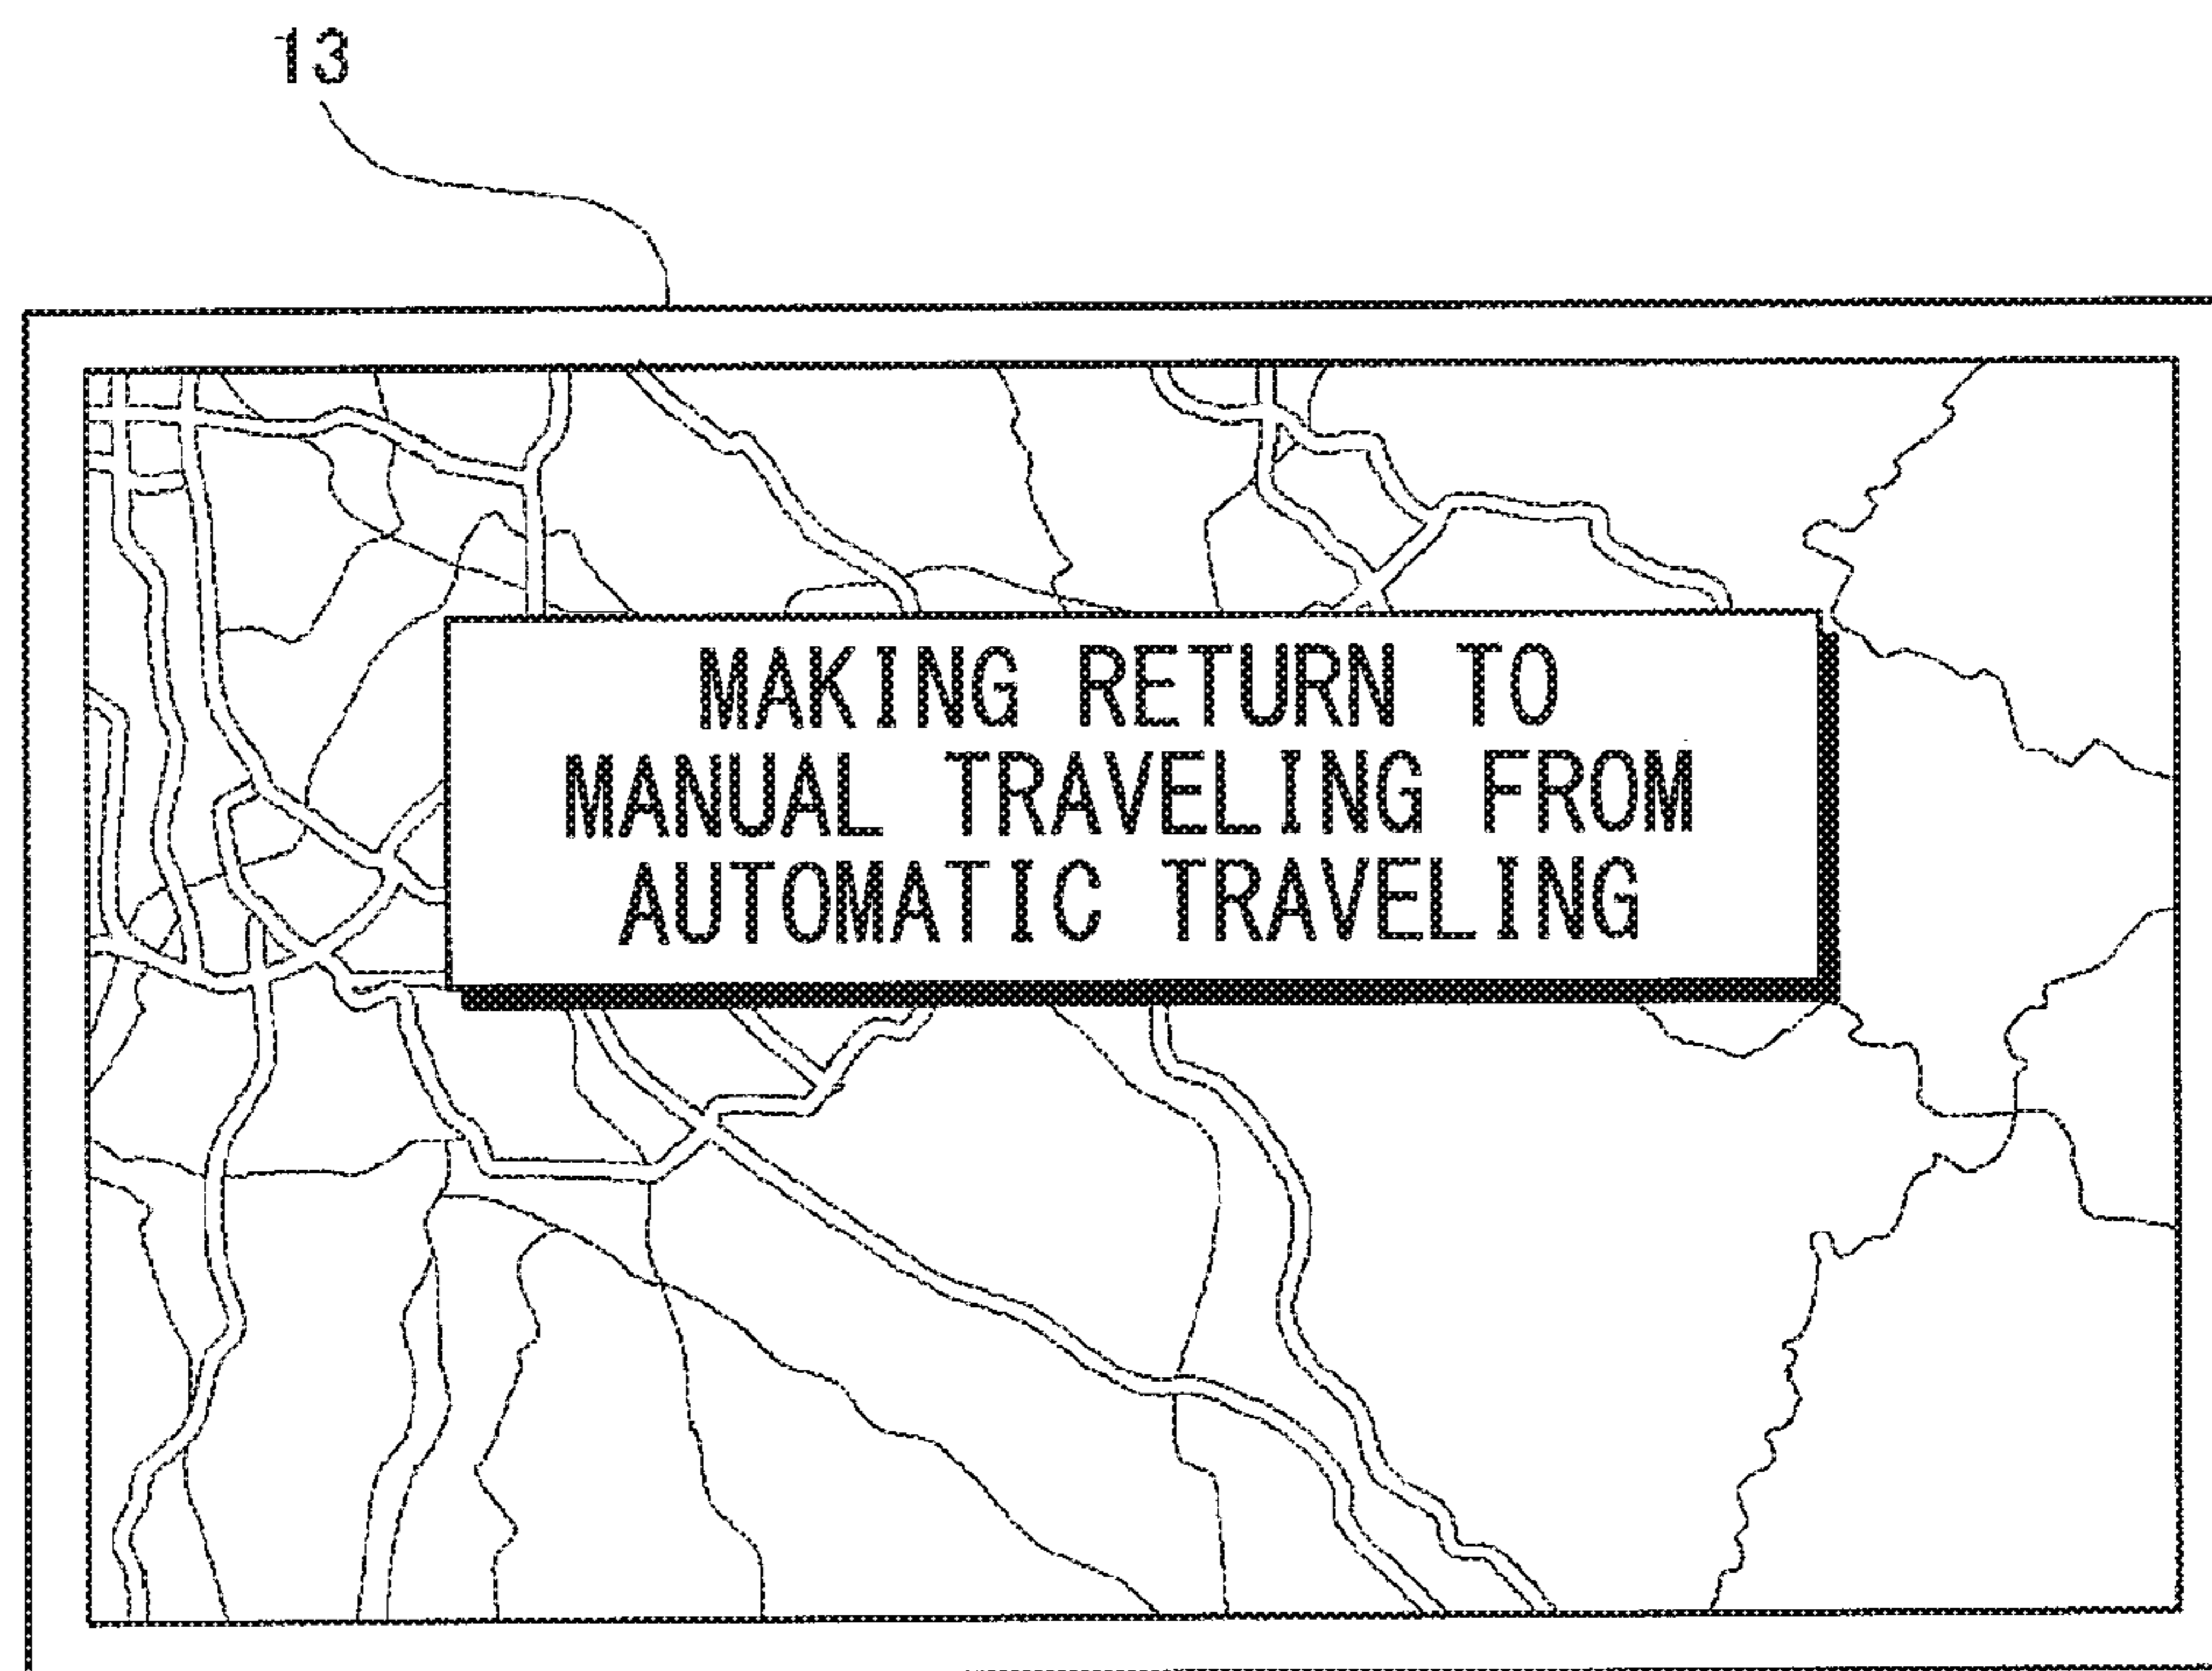 13
MAKING RETURN TO
MANUAL TRAVELING FROM
AUTOMATIC TRAVELING